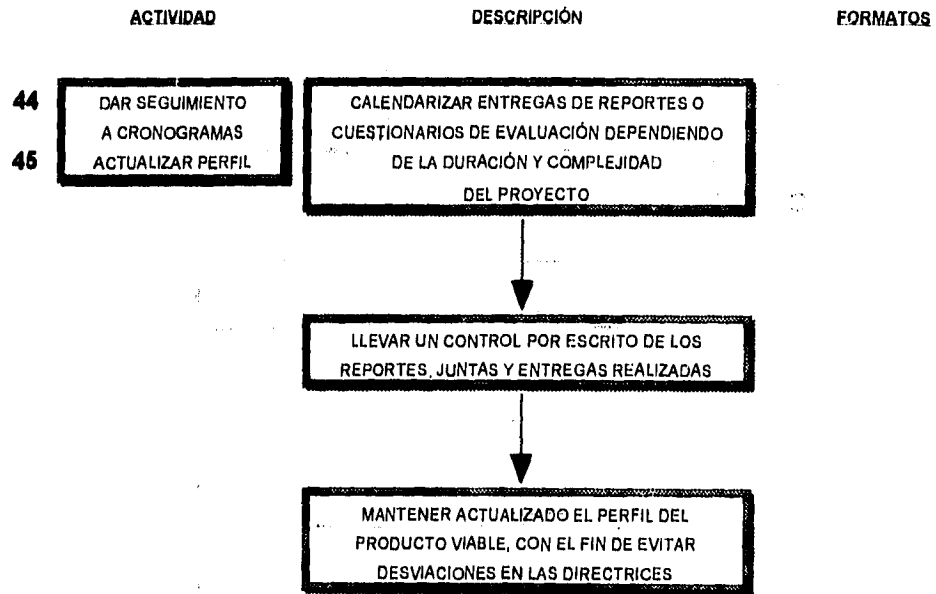 ACTIVIDAD DESCRIPCIÓN FORMATOS
44 DAR SEGUIMIENTO
A CRONOGRAMAS
45 ACTUALIZAR PERFIL
CALENDARIZAR ENTREGAS DE REPORTES O
CUESTIONARIOS DE EVALUACIÓN DEPENDIENDO
DE LA DURACIÓN Y COMPLEJIDAD
DEL PROYECTO
LLEVAR UN CONTROL POR ESCRITO DE LOS
REPORTES, JUNTAS Y ENTREGAS REALIZADAS
MANTENER ACTUALIZADO EL PERFIL DEL
PRODUCTO VIABLE, CON EL FIN DE EVITAR
DESVIACIONES EN LAS DIRECTRICES